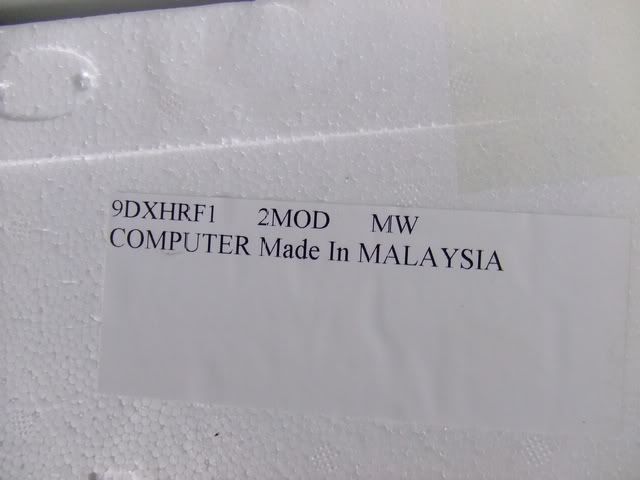 9DXHRF1 2MOD MW
COMPUTER Made In MALAYSIA